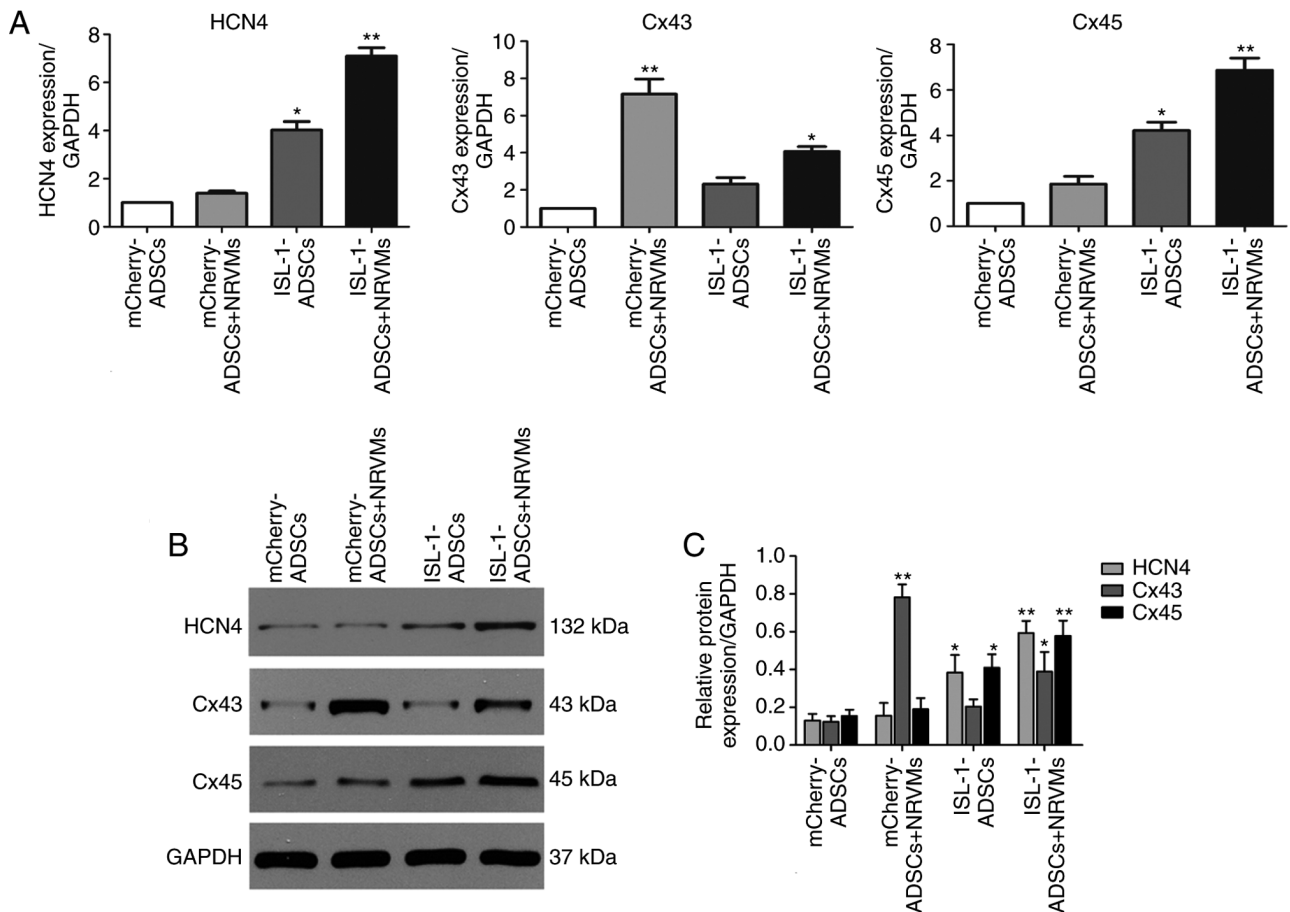 A
HCN4
HCN4 expression/
GAPDH
8
6
4
2
0
*
**
mCherry-
ADSCs
mCherry-
ADSCs+NRVMs
ISL-1-
ADSCs
ISL-1-
ADSCs+NRVMs
Cx43
Cx43 expression/
GAPDH
10
8
6
4
2
0
**
*
mCherry-
ADSCs
mCherry-
ADSCs+NRVMs
ISL-1-
ADSCs
ISL-1-
ADSCs+NRVMs
Cx45
Cx45 expression/
GAPDH
8
6
4
2
0
*
**
mCherry-
ADSCs
mCherry-
ADSCs+NRVMs
ISL-1-
ADSCs
ISL-1-
ADSCs+NRVMs
B
mCherry-
ADSCs
mCherry-
ADSCs+NRVMs
ISL-1-
ADSCs
ISL-1-
ADSCs+NRVMs
HCN4 132 kDa
Cx43 43 kDa
Cx45 45 kDa
GAPDH 37 kDa
C
Relative protein
expression/GAPDH
1.0
0.8
0.6
0.4
0.2
0.0
**
* *
** * **
HCN4
Cx43
Cx45
mCherry-
ADSCs
mCherry-
ADSCs+NRVMs
ISL-1-
ADSCs
ISL-1-
ADSCs+NRVMs